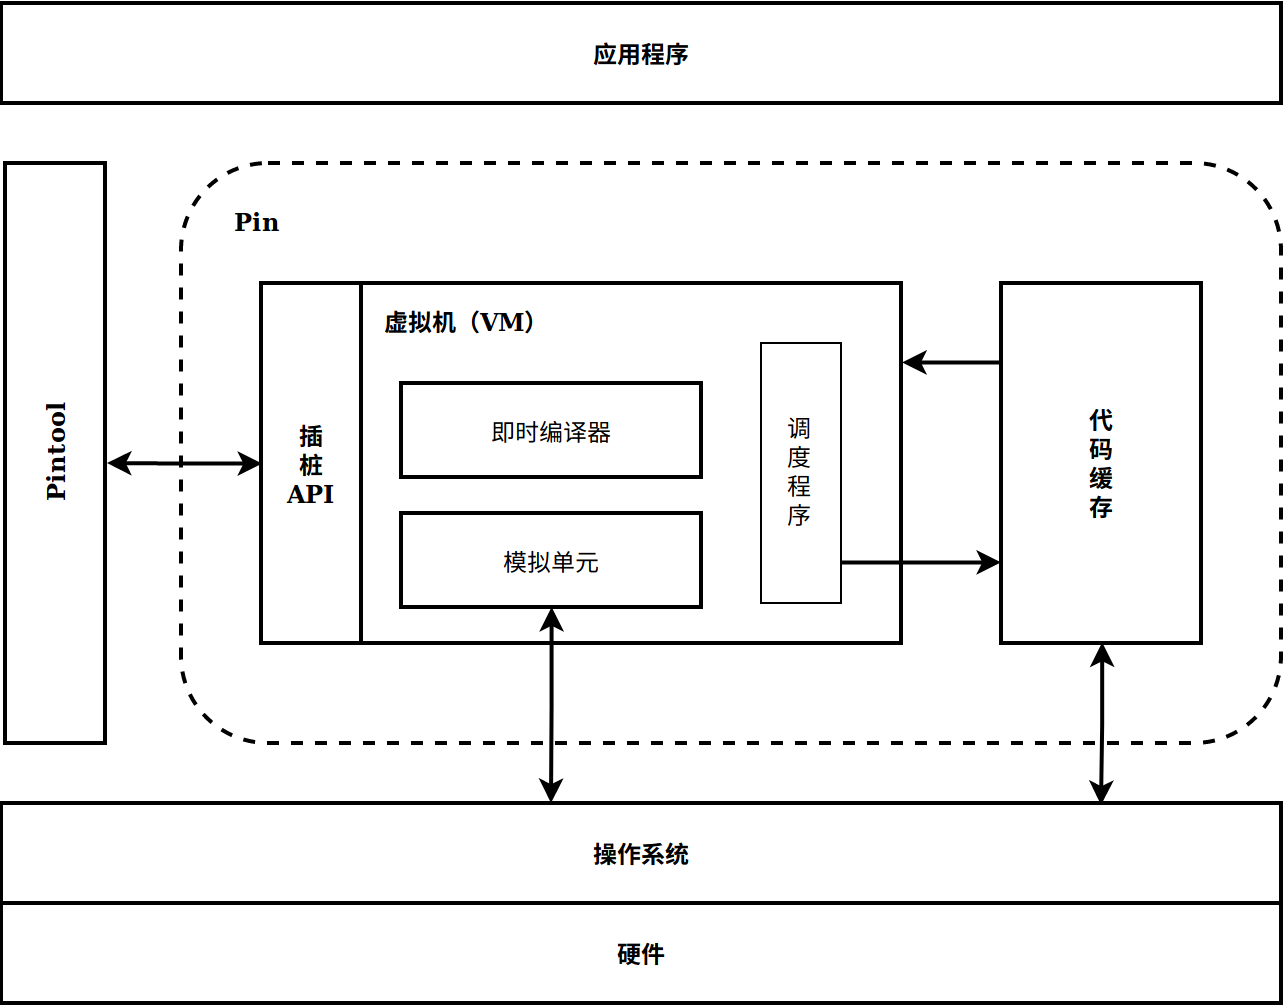 应用程序
Pintool
Pin
插
桩
API
虚拟机（VM）
即时编译器
模拟单元
调
度
程
序
代
码
缓
存
操作系统
硬件